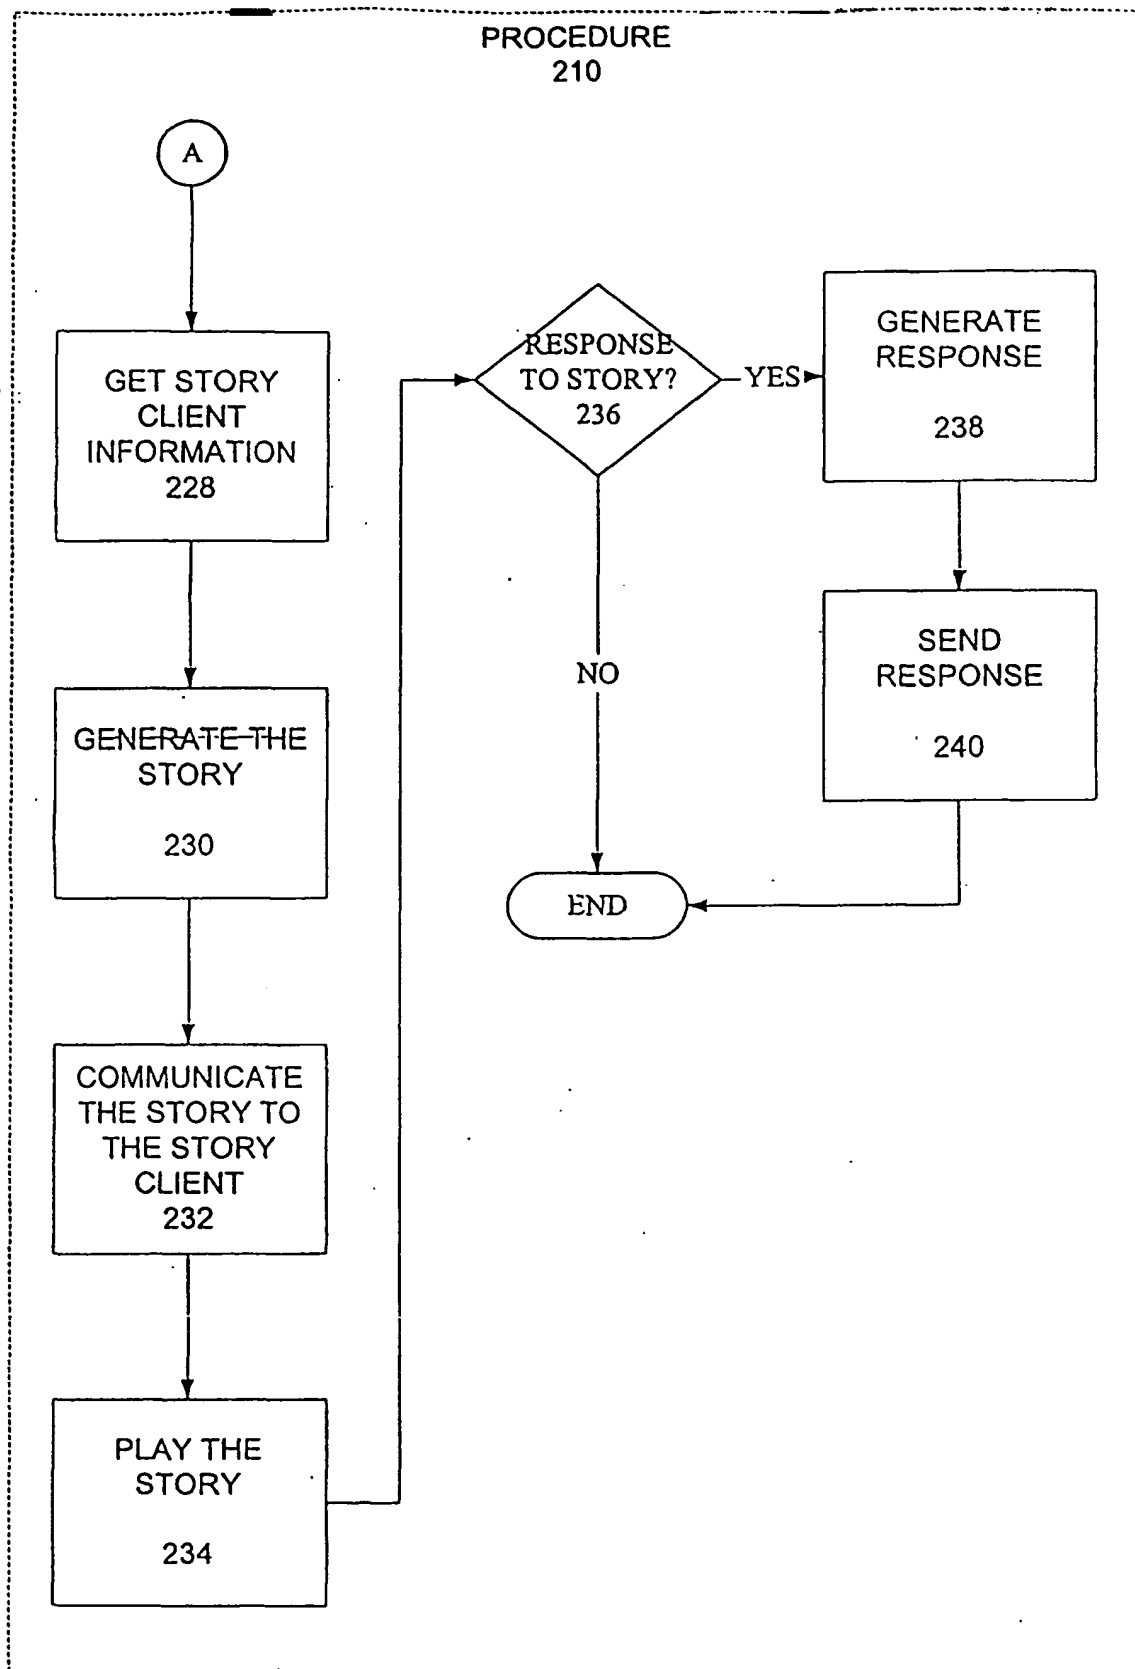 PROCEDURE
210
A
GET STORY
CLIENT
INFORMATION
228
GENERATE THE
STORY
230
COMMUNICATE
THE STORY TO
THE STORY
CLIENT
232
PLAY THE
STORY
234
RESPONSE
TO STORY?
236
YES
NO
GENERATE
RESPONSE
238
SEND
RESPONSE
240
END